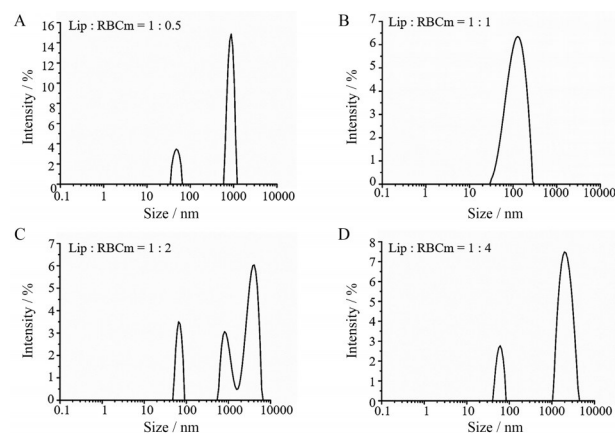 A
Lip : RBCm = 1 : 0.5
16
14
12
10
8
6
4
2
0
Intensity / %
0.1 1 10 100 1000 10000
Size / nm
B
Lip : RBCm = 1 : 1
7
6
5
4
3
2
1
0
Intensity / %
0.1 1 10 100 1000 10000
Size / nm
C
Lip : RBCm = 1 : 2
7
6
5
4
3
2
1
0
Intensity / %
0.1 1 10 100 1000 10000
Size / nm
D
Lip : RBCm = 1 : 4
8
7
6
5
4
3
2
1
0
Intensity / %
0.1 1 10 100 1000 10000
Size / nm